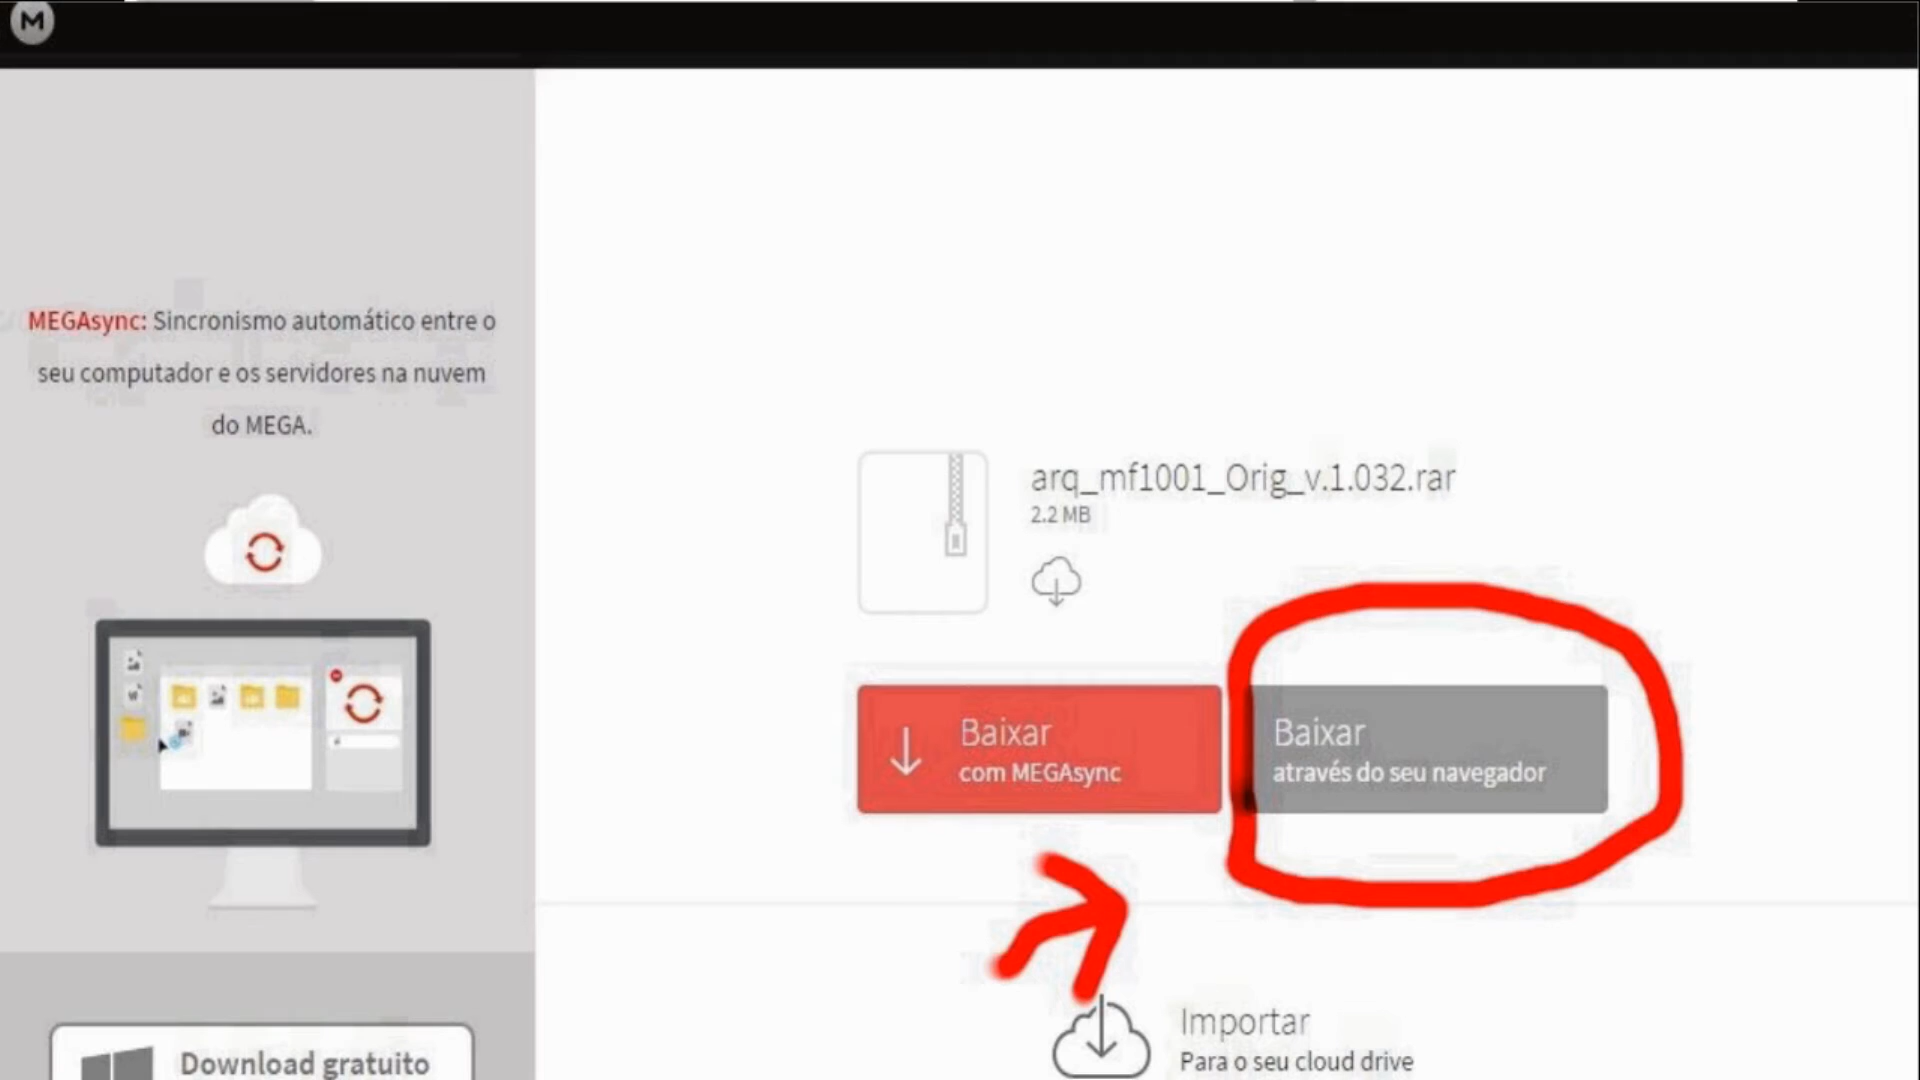 M
MEGAsync: Sincronismo automático entre o
seu computador e os servidores na nuvem
do MEGA.
arq_mf1001_Orig_v.1.032.rar
2.2 MB
Baixar
com MEGAsync
Baixar
através do seu navegador
Importar
Para o seu cloud drive
Download gratuito